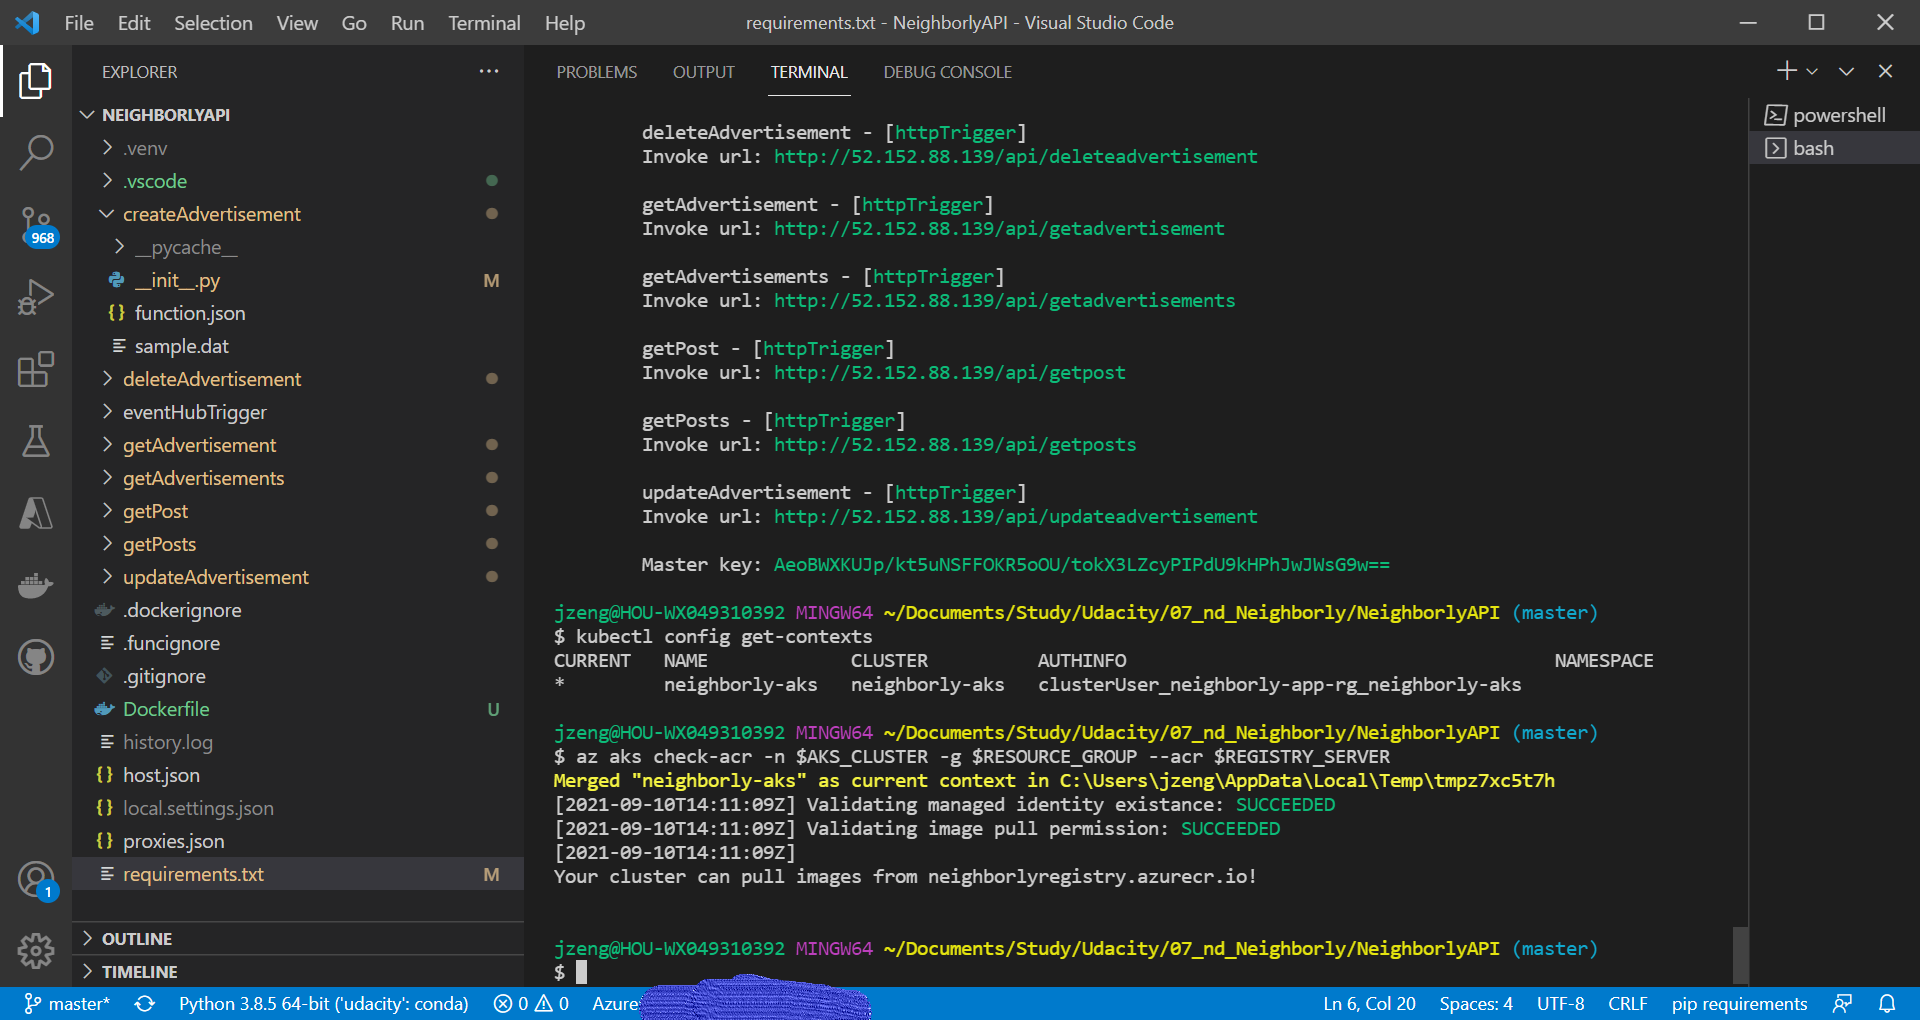 File Edit Selection View Go Run Terminal Help
requirements.txt - NeighborlyAPI - Visual Studio Code
EXPLORER
NEIGHBORLYAPI
.venv
.vscode
createAdvertisement
__pycache__
__init__.py M
function.json
sample.dat
deleteAdvertisement
eventHubTrigger
getAdvertisement
getAdvertisements
getPost
getPosts
updateAdvertisement
.dockerignore
.funcignore
.gitignore
Dockerfile U
history.log
host.json
local.settings.json
proxies.json
requirements.txt M
OUTLINE
TIMELINE
968
1
PROBLEMS OUTPUT TERMINAL DEBUG CONSOLE
deleteAdvertisement - [httpTrigger]
Invoke url: http://52.152.88.139/api/deleteadvertisement
getAdvertisement - [httpTrigger]
Invoke url: http://52.152.88.139/api/getadvertisement
getAdvertisements - [httpTrigger]
Invoke url: http://52.152.88.139/api/getadvertisements
getPost - [httpTrigger]
Invoke url: http://52.152.88.139/api/getpost
getPosts - [httpTrigger]
Invoke url: http://52.152.88.139/api/getposts
updateAdvertisement - [httpTrigger]
Invoke url: http://52.152.88.139/api/updateadvertisement
Master key: AeoBWXKUJp/kt5uNSFFOKR5oOU/tokX3LZcyPIPdU9kHPhJwJWsG9w==
jzeng@HOU-WX049310392 MINGW64 ~/Documents/Study/Udacity/07_nd_Neighborly/NeighborlyAPI (master)
$ kubectl config get-contexts
CURRENT NAME CLUSTER AUTHINFO NAMESPACE
* neighborly-aks neighborly-aks clusterUser_neighborly-app-rg_neighborly-aks
jzeng@HOU-WX049310392 MINGW64 ~/Documents/Study/Udacity/07_nd_Neighborly/NeighborlyAPI (master)
$ az aks check-acr -n $AKS_CLUSTER -g $RESOURCE_GROUP --acr $REGISTRY_SERVER
Merged "neighborly-aks" as current context in C:\Users\jzeng\AppData\Local\Temp\tmpz7xc5t7h
[2021-09-10T14:11:09Z] Validating managed identity existance: SUCCEEDED
[2021-09-10T14:11:09Z] Validating image pull permission: SUCCEEDED
[2021-09-10T14:11:09Z]
Your cluster can pull images from neighborlyregistry.azurecr.io!
jzeng@HOU-WX049310392 MINGW64 ~/Documents/Study/Udacity/07_nd_Neighborly/NeighborlyAPI (master)
$
powershell
bash
master* Python 3.8.5 64-bit ('udacity': conda) 0 0 Azure: Ln 6, Col 20 Spaces: 4 UTF-8 CRLF pip requirements